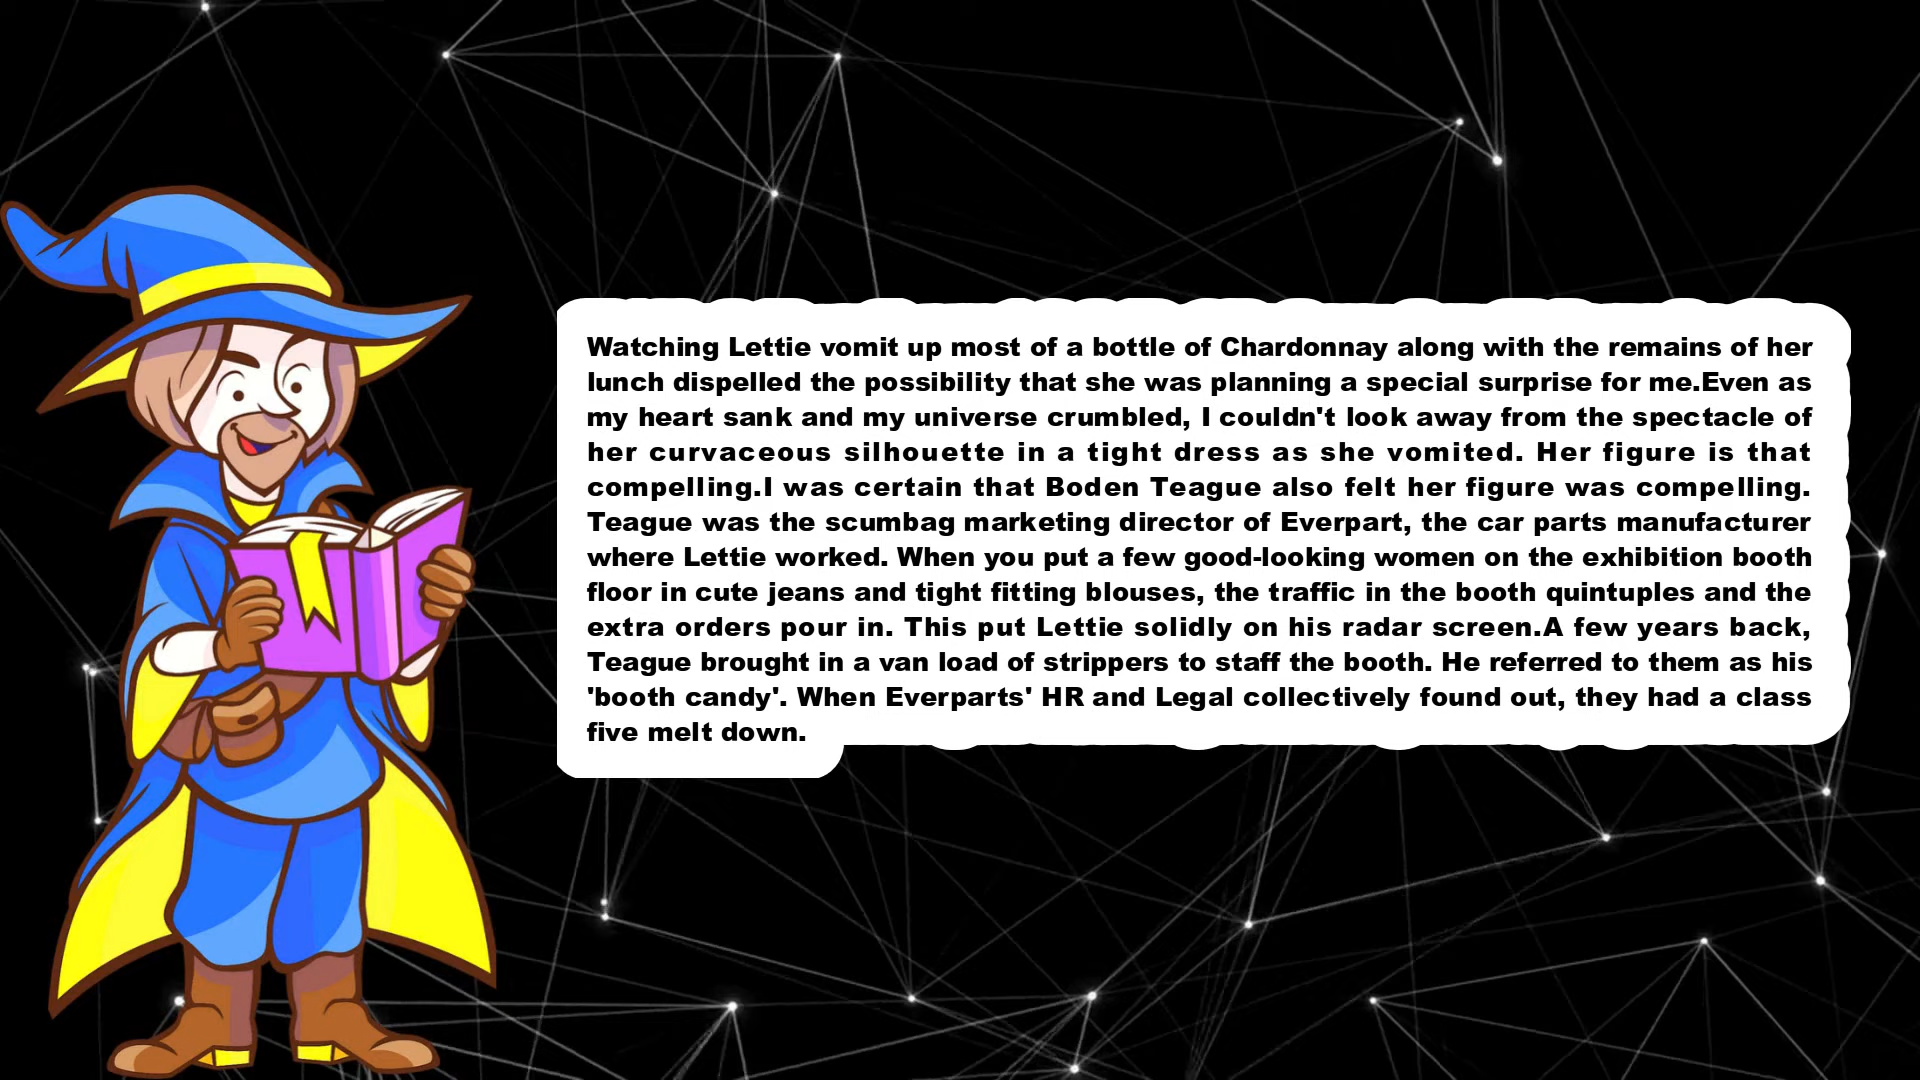 Watching Lettie vomit up most of a bottle of Chardonnay along with the remains of her
lunch dispelled the possibility that she was planning a special surprise for me.Even as
my heart sank and my universe crumbled, I couldn't look away from the spectacle of
her curvaceous silhouette in a tight dress as she vomited. Her figure is that
compelling.I was certain that Boden Teague also felt her figure was compelling.
Teague was the scumbag marketing director of Everpart, the car parts manufacturer
where Lettie worked. When you put a few good-looking women on the exhibition booth
floor in cute jeans and tight fitting blouses, the traffic in the booth quintuples and the
extra orders pour in. This put Lettie solidly on his radar screen.A few years back,
Teague brought in a van load of strippers to staff the booth. He referred to them as his
'booth candy'. When Everparts' HR and Legal collectively found out, they had a class
five melt down.